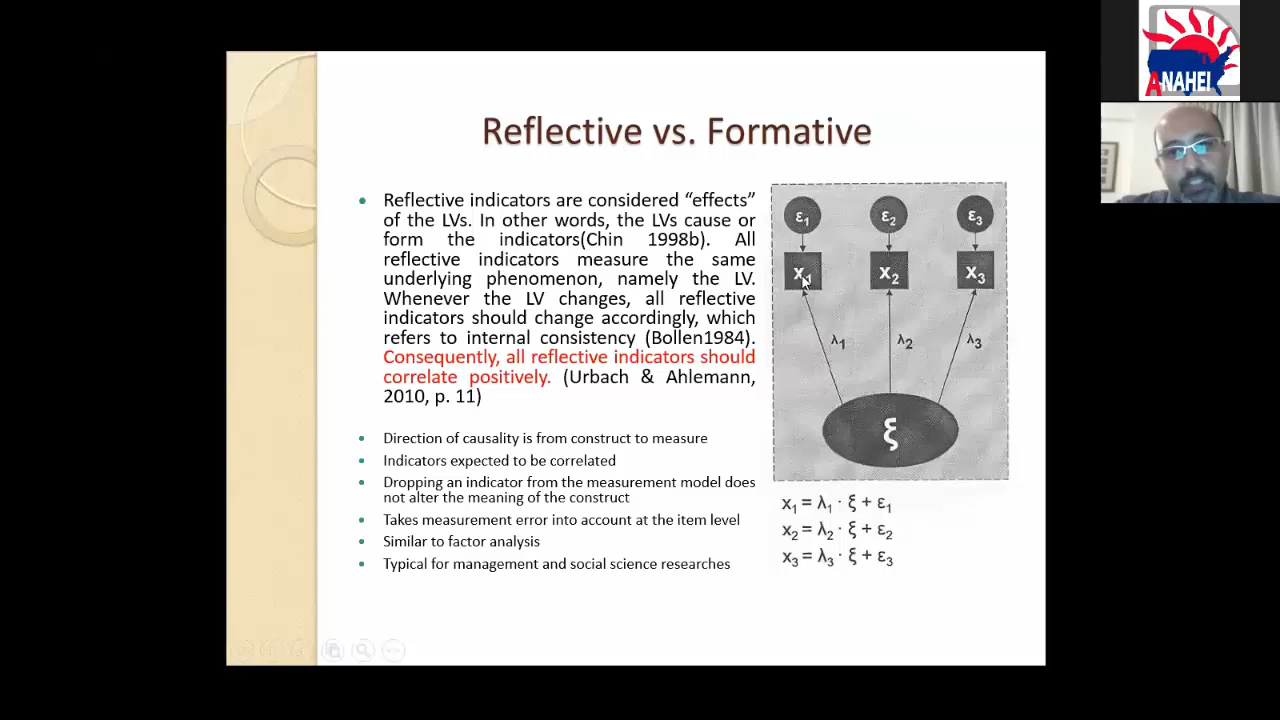 Reflective vs. Formative
Reflective indicators are considered “effects”
of the LVs. In other words, the LVs cause or
form the indicators(Chin 1998b). All
reflective indicators measure the same
underlying phenomenon, namely the LV.
Whenever the LV changes, all reflective
indicators should change accordingly, which
refers to internal consistency (Bollen1984).
Consequently, all reflective indicators should
correlate positively. (Urbach & Ahlemann,
2010, p. 11)
Direction of causality is from construct to measure
Indicators expected to be correlated
Dropping an indicator from the measurement model does
not alter the meaning of the construct
Takes measurement error into account at the item level
Similar to factor analysis
Typical for management and social science researches
ε₁ ε₂ ε₃
x₁ x₂ x₃
λ₁ λ₂ λ₃
ξ
x₁ = λ₁ · ξ + ε₁
x₂ = λ₂ · ξ + ε₂
x₃ = λ₃ · ξ + ε₃
ANAHEI